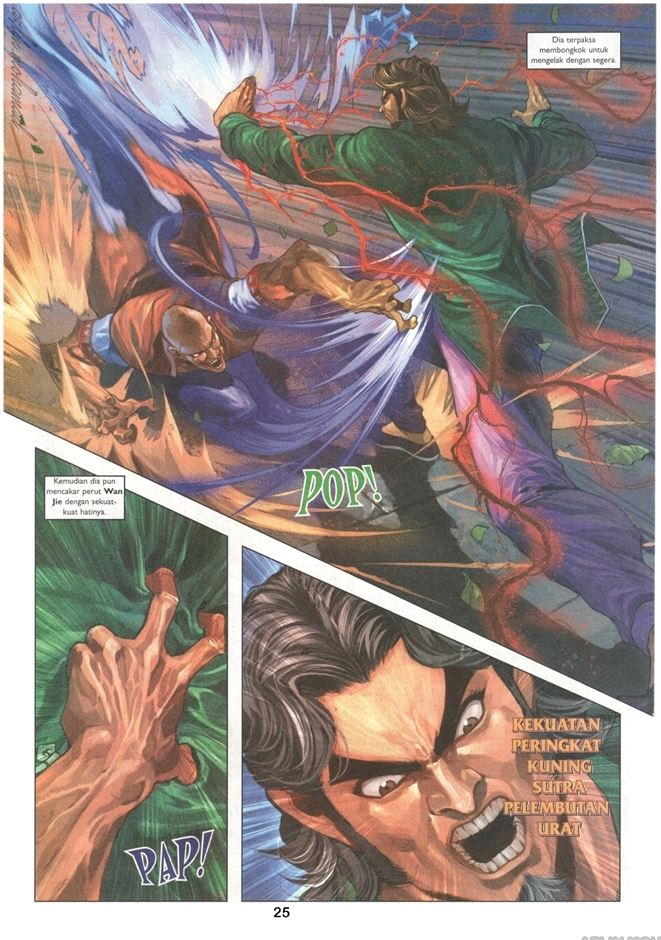 Dia terpaksa
membongkok untuk
mengelak dengan segera.
POP!
Kemudian dia pun
mencakar perut Wan
Jie dengan sekuat-
kuat hatinya.
PAP!
KEKUATAN
PERINGKAT
KUNING
SUTRA
PELEMBUTAN
URAT
25